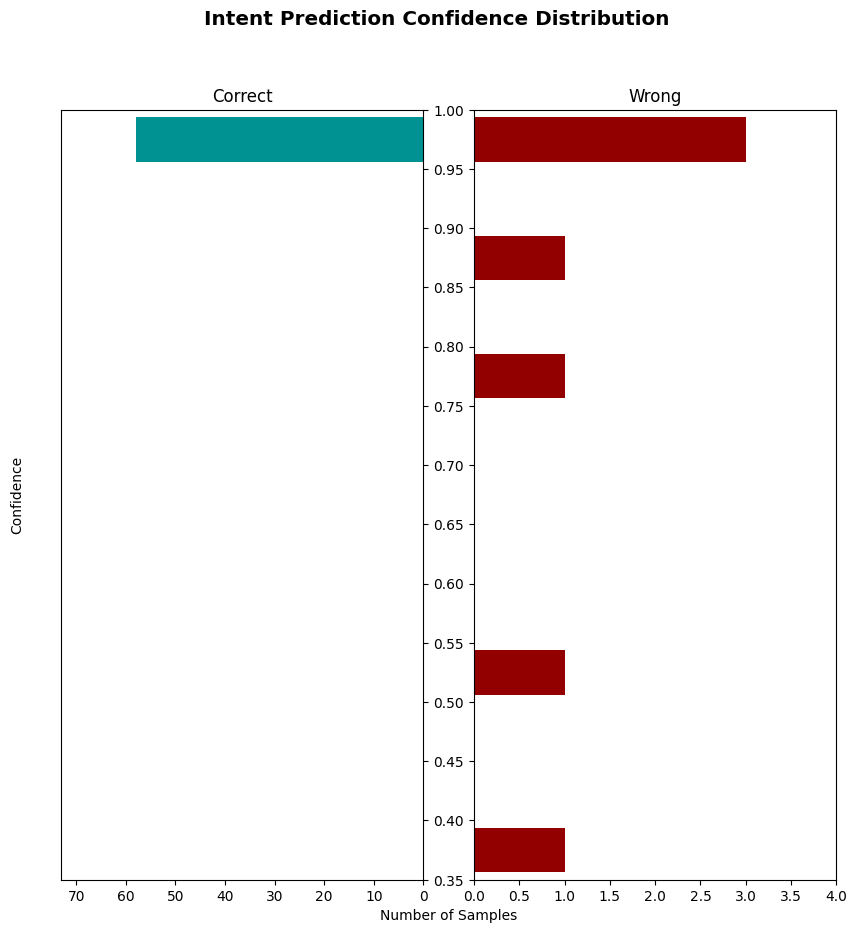 Intent Prediction Confidence Distribution
Correct
Wrong
Confidence
1.00
0.95
0.90
0.85
0.80
0.75
0.70
0.65
0.60
0.55
0.50
0.45
0.40
0.35
70 60 50 40 30 20 10 0
0.0 0.5 1.0 1.5 2.0 2.5 3.0 3.5 4.0
Number of Samples